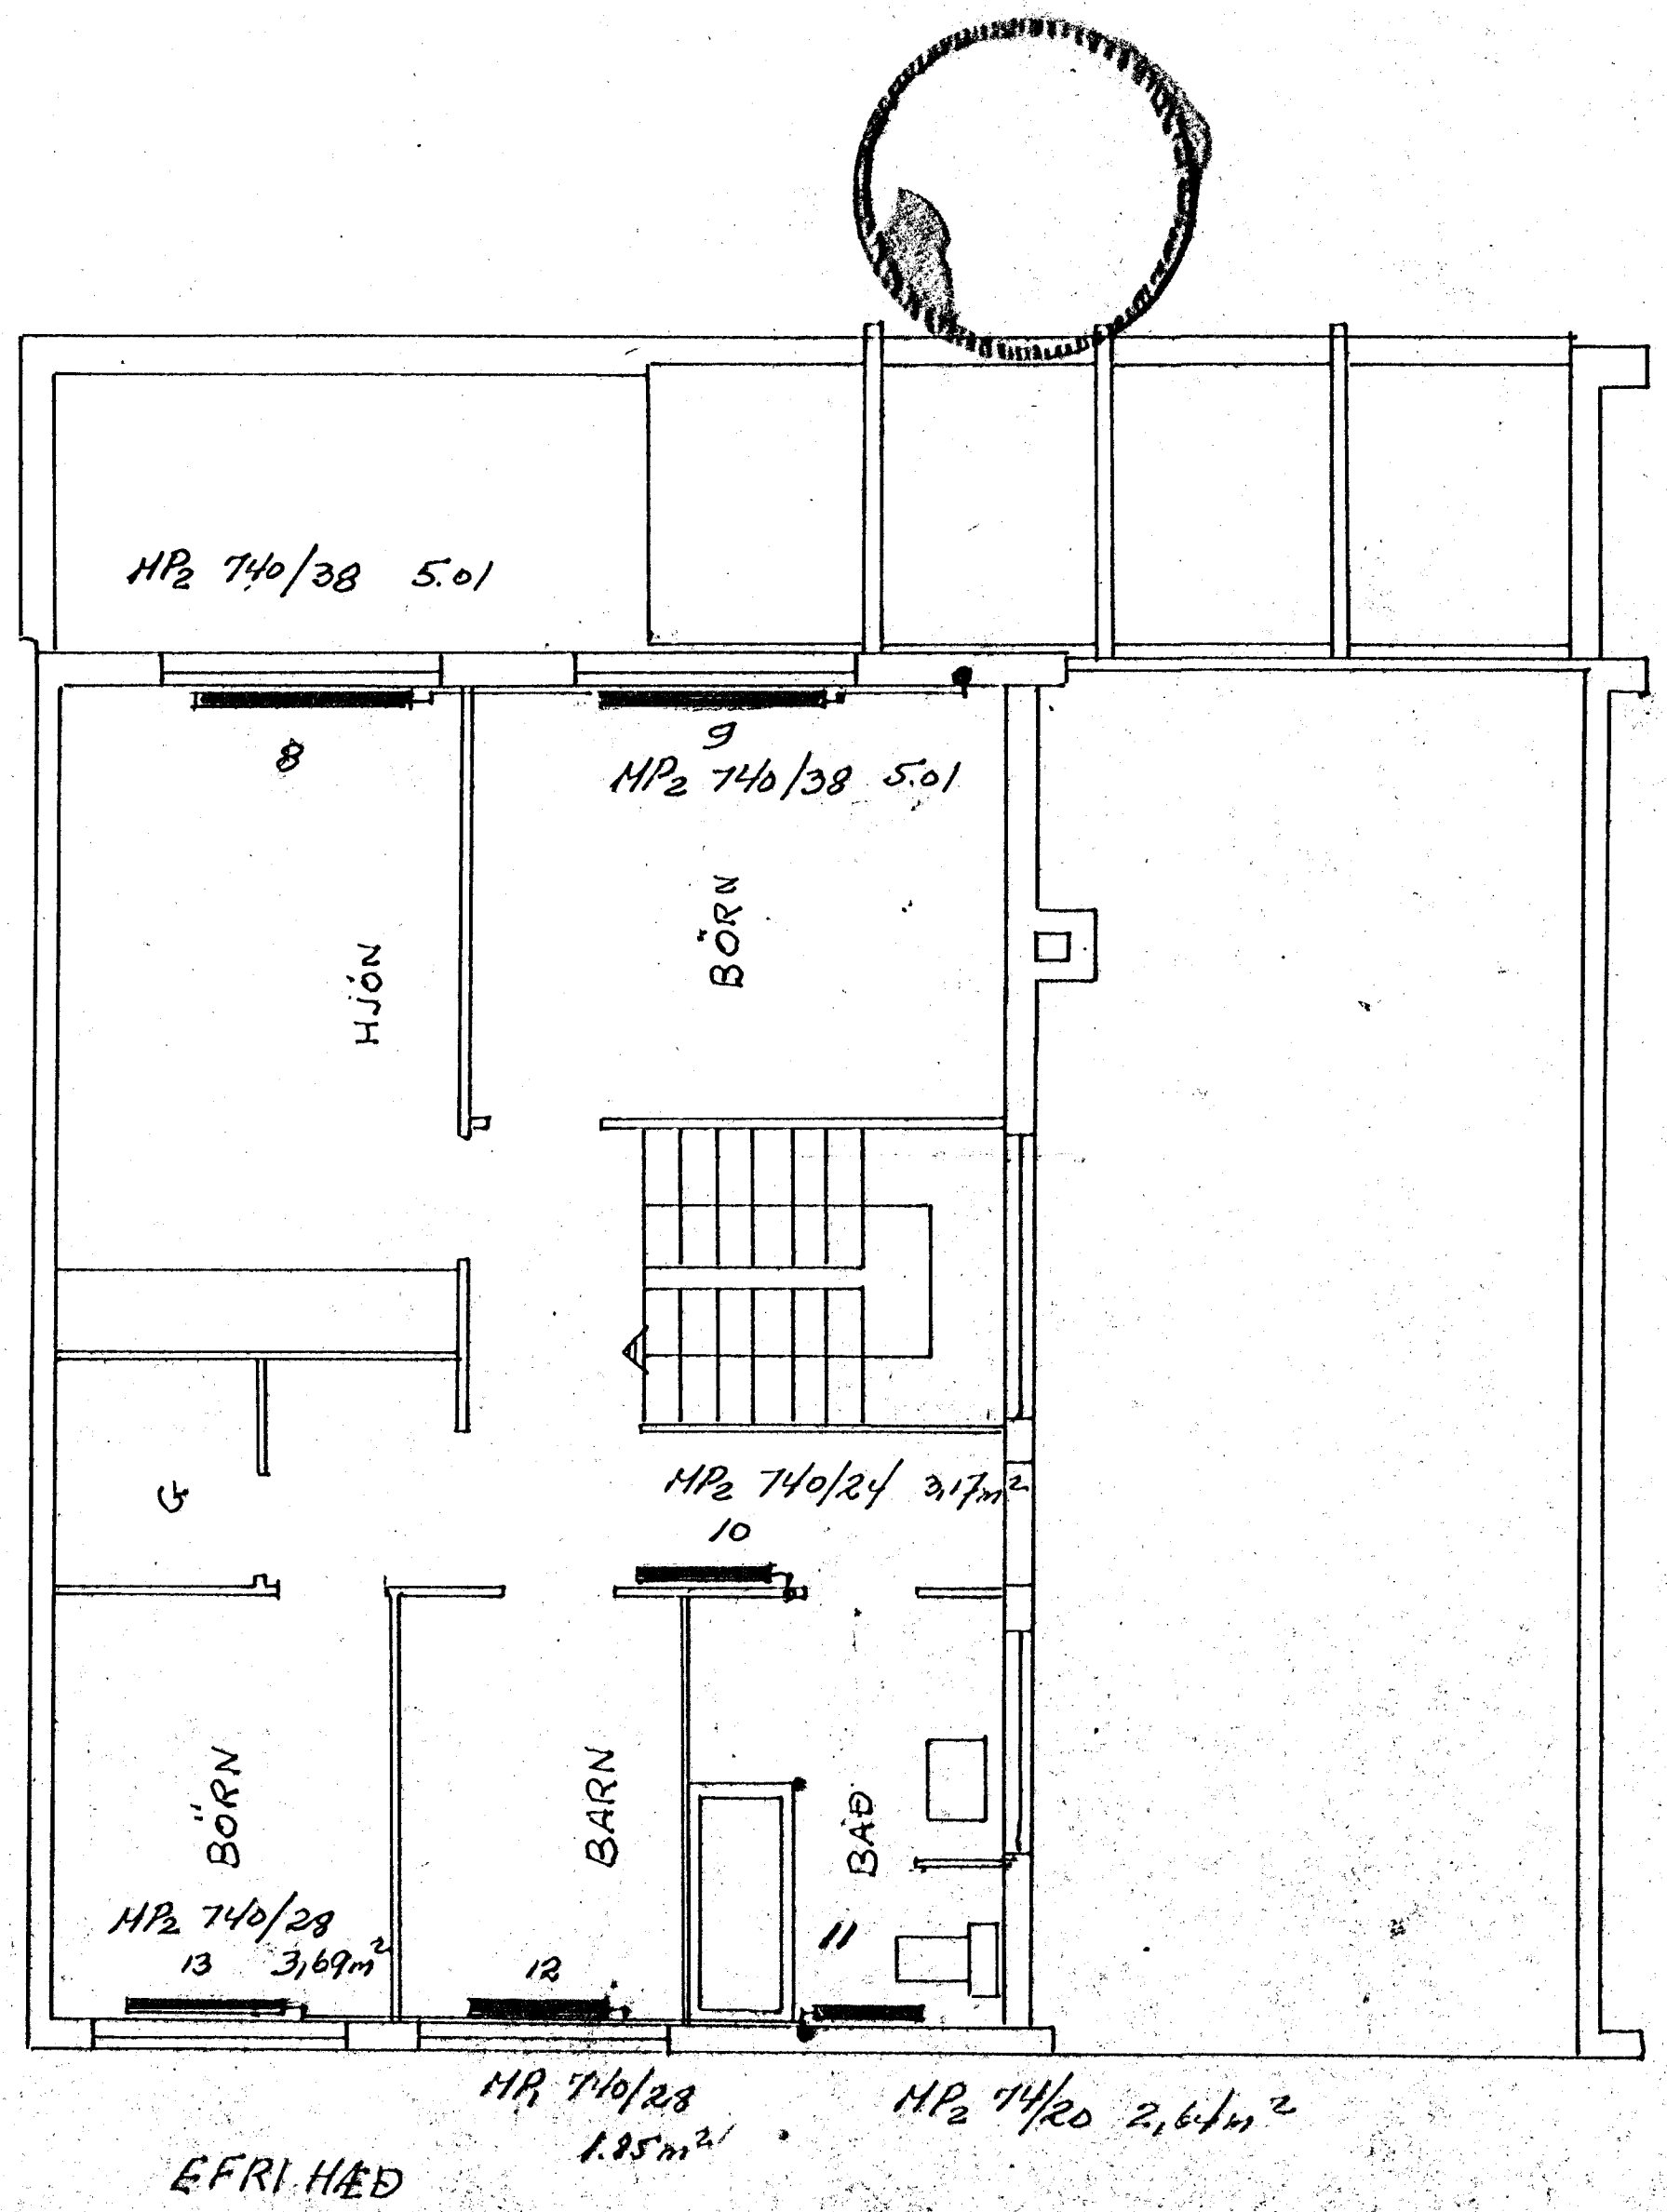 MP2 740/38 5.01
8
9
MP2 740/38 5.01
HJÓN
BÖRN
MP2 740/24 3,17m²
10
G
BÖRN
BARN
BAÐ
MP2 740/28
13 3,69m²
12
11
MP1 740/28
1.85m²
MP2 74/20 2,64m²
EFRI HÆÐ